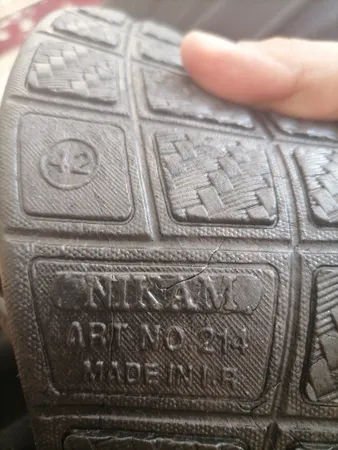 42
NIKAM
ART NO. 214
MADE IN I.R